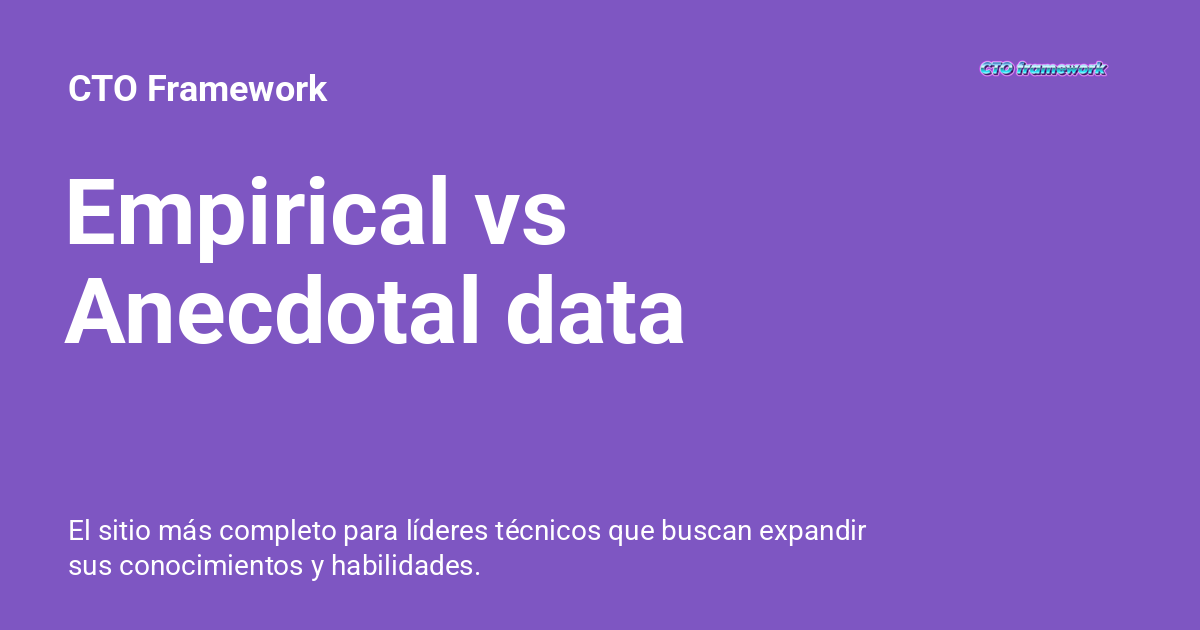 CTO Framework
CTO framework
Empirical vs
Anecdotal data
El sitio más completo para líderes técnicos que buscan expandir
sus conocimientos y habilidades.